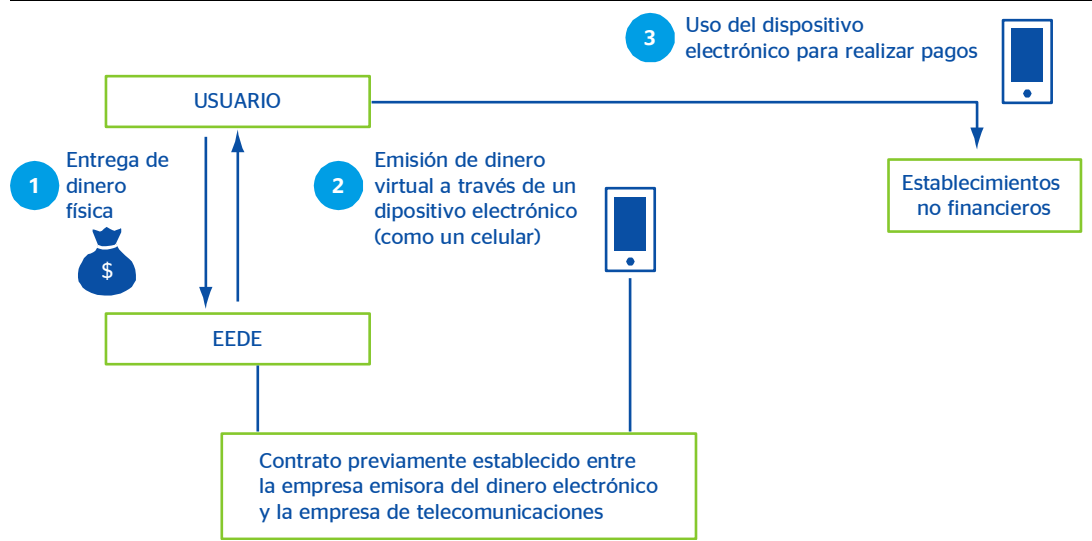 3
Uso del dispositivo
electrónico para realizar pagos
USUARIO
1
Entrega de
dinero
física
$
2
Emisión de dinero
virtual a través de un
dipositivo electrónico
(como un celular)
Establecimientos
no financieros
EEDE
Contrato previamente establecido entre
la empresa emisora del dinero electrónico
y la empresa de telecomunicaciones